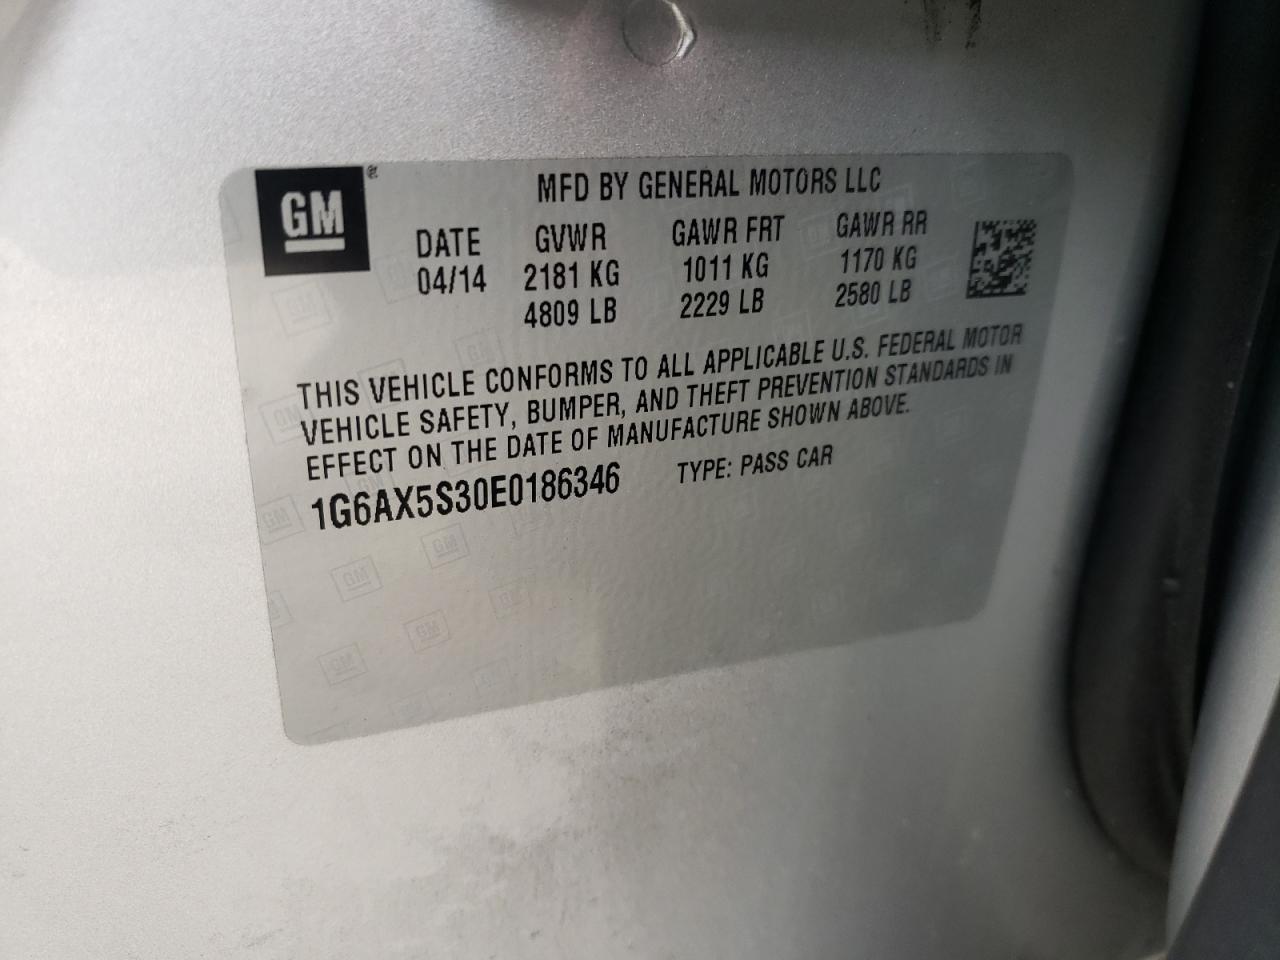 GM
MFD BY GENERAL MOTORS LLC
DATE GVWR GAWR FRT GAWR RR
04/14 2181 KG 1011 KG 1170 KG
4809 LB 2229 LB 2580 LB
THIS VEHICLE CONFORMS TO ALL APPLICABLE U.S. FEDERAL MOTOR
VEHICLE SAFETY, BUMPER, AND THEFT PREVENTION STANDARDS IN
EFFECT ON THE DATE OF MANUFACTURE SHOWN ABOVE.
1G6AX5S30E0186346 TYPE: PASS CAR